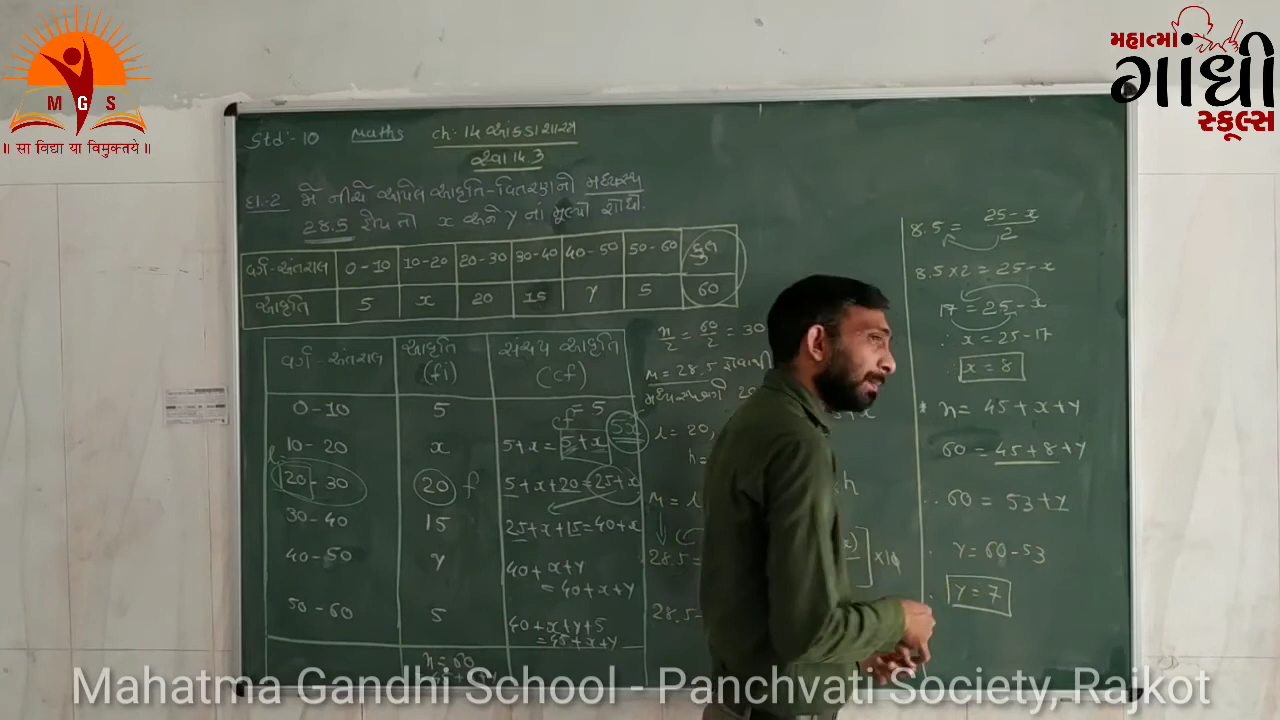 M G S
॥ सा विद्या या विमुक्तये ॥
મહાત્મા
ગાંધી
સ્કૂલ્સ
Std:- 10 Maths ch. 14 આંકડાશાસ્ત્ર
સ્વા 14.3
દા.-2 જો નીચે આપેલ આવૃત્તિ-વિતરણનો મધ્યસ્થ
28.5 હોય તો x અને y નાં મૂલ્યો શોધો.
વર્ગ-અંતરાલ 0-10 10-20 20-30 30-40 40-50 50-60 કુલ
આવૃત્તિ 5 x 20 15 y 5 60
વર્ગ-અંતરાલ આવૃત્તિ (fi) સંચયી આવૃત્તિ (cf)
0-10 5 = 5
cf 5x
10-20 x 5+x = 5+x
l
20-30 20 f 5+x+20=25+x
30-40 15 25+x+15=40+x
40-50 y 40+x+y
=40+x+y
50-60 5 40+x+y+5
=45+x+y
n=60
n/2 = 60/2 = 30
M = 28.5 હોવાથી
l = 20,
h=
M = l h
28.5= ] ×10
28.5-
8.5 = 25-x/2
8.5×2 = 25-x
17 = 25-x
∴ x = 25-17
∴ x = 8
* n = 45+x+y
60 = 45+8+y
∴ 60 = 53+y
∴ y = 60-53
∴ y = 7
Mahatma Gandhi School - Panchvati Society, Rajkot